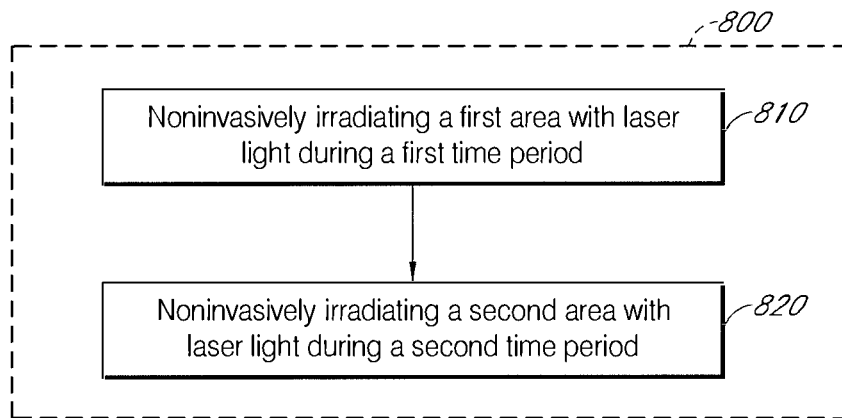 800
Noninvasively irradiating a first area with laser
light during a first time period
810
Noninvasively irradiating a second area with
laser light during a second time period
820